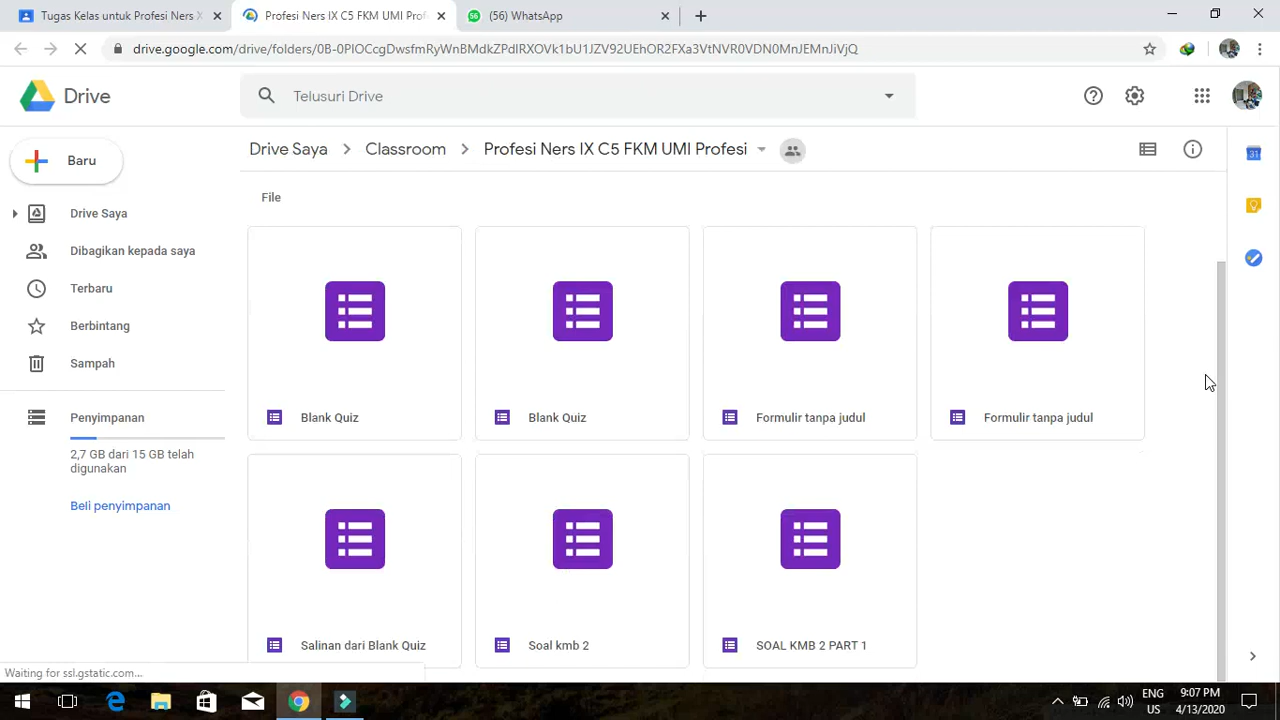 Tugas Kelas untuk Profesi Ners X
Profesi Ners IX C5 FKM UMI Profe
(56) WhatsApp
drive.google.com/drive/folders/0B-0PlOCcgDwsfmRyWnBMdkZPdlRXOVk1bU1JZV92UEhOR2FXa3VtNVR0VDN0MnJEMnJiVjQ
Drive
Telusuri Drive
Baru
Drive Saya
Classroom
Profesi Ners IX C5 FKM UMI Profesi
31
File
Drive Saya
Dibagikan kepada saya
Terbaru
Berbintang
Sampah
Penyimpanan
2,7 GB dari 15 GB telah
digunakan
Beli penyimpanan
Blank Quiz
Blank Quiz
Formulir tanpa judul
Formulir tanpa judul
Salinan dari Blank Quiz
Soal kmb 2
SOAL KMB 2 PART 1
Waiting for ssl.gstatic.com...
ENG
US
9:07 PM
4/13/2020